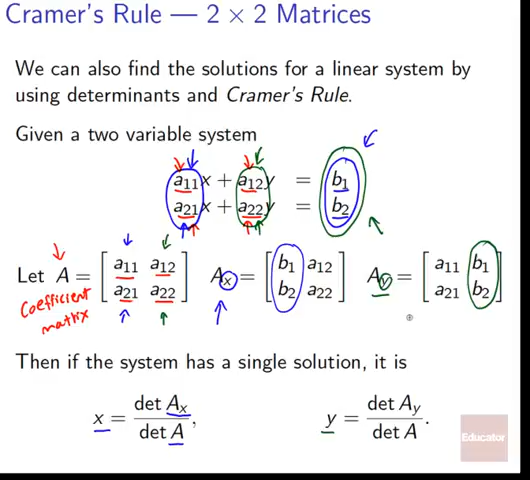 Cramer's Rule — 2 × 2 Matrices
We can also find the solutions for a linear system by
using determinants and Cramer's Rule.
Given a two variable system
a₁₁x + a₁₂y = b₁
a₂₁x + a₂₂y = b₂
Let A = [ a₁₁ a₁₂ ] Aₓ = [ b₁ a₁₂ ] Aᵧ = [ a₁₁ b₁ ]
[ a₂₁ a₂₂ ] [ b₂ a₂₂ ] [ a₂₁ b₂ ]
Coefficient
matrix
Then if the system has a single solution, it is
x = det Aₓ / det A, y = det Aᵧ / det A.
Educator